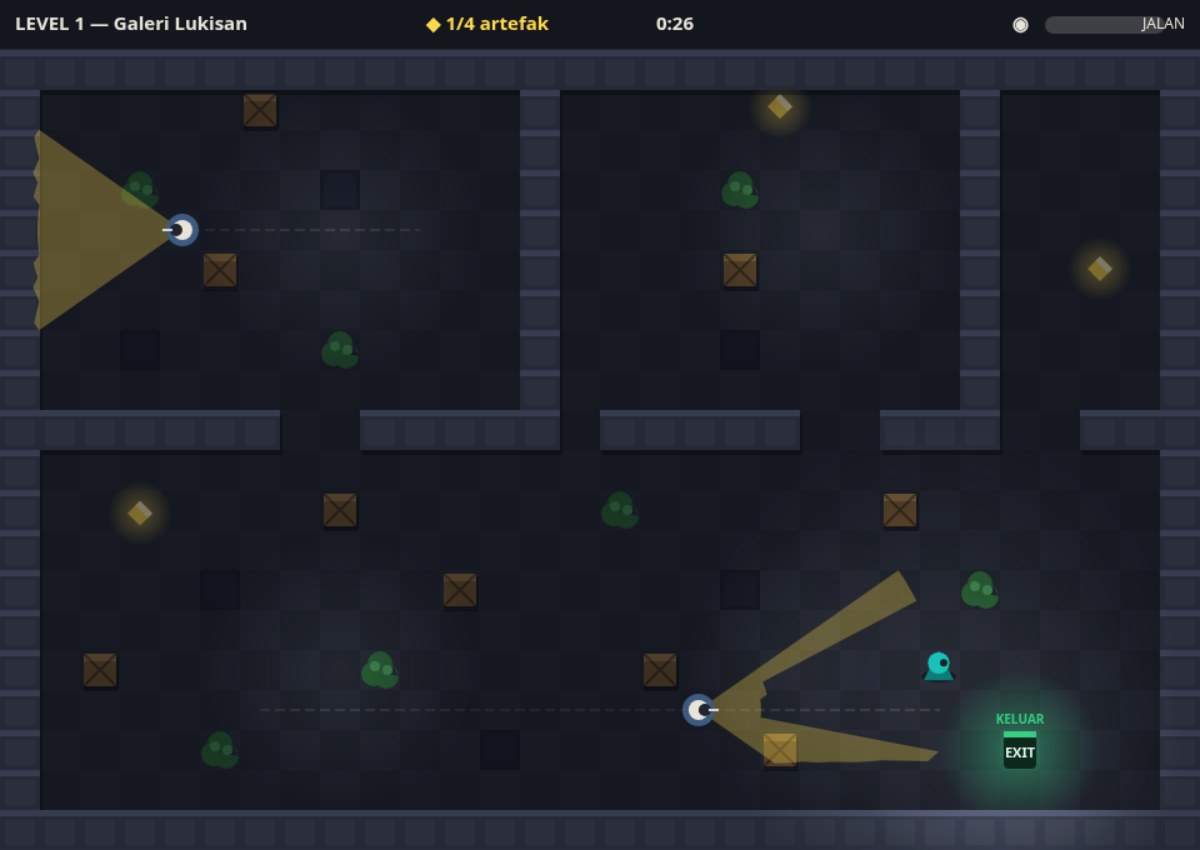 LEVEL 1 — Galeri Lukisan
◆ 1/4 artefak
0:26
JALAN
KELUAR
EXIT